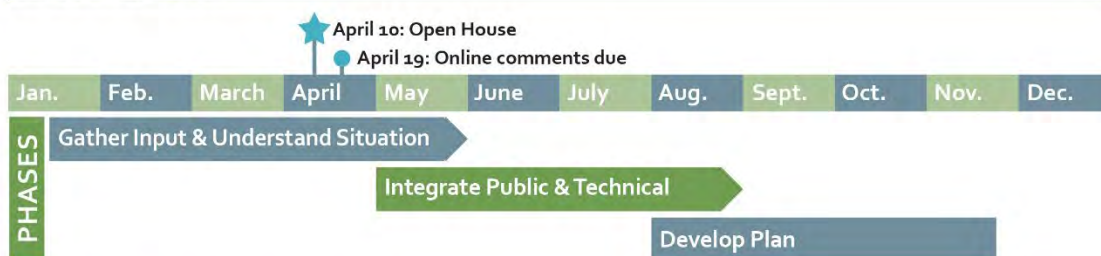 April 10: Open House
April 19: Online comments due
Jan. Feb. March April May June July Aug. Sept. Oct. Nov. Dec.
PHASES
Gather Input & Understand Situation
Integrate Public & Technical
Develop Plan